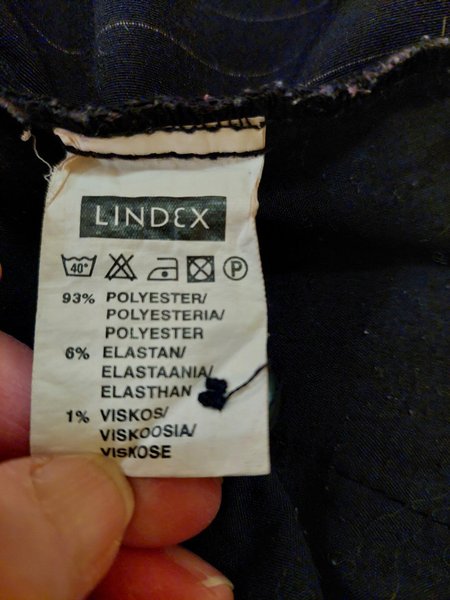 LINDEX
40° P
93% POLYESTER/
POLYESTERIA/
POLYESTER
6% ELASTAN/
ELASTAANIA/
ELASTHAN
1% VISKOS/
VISKOOSIA/
VISKOSE